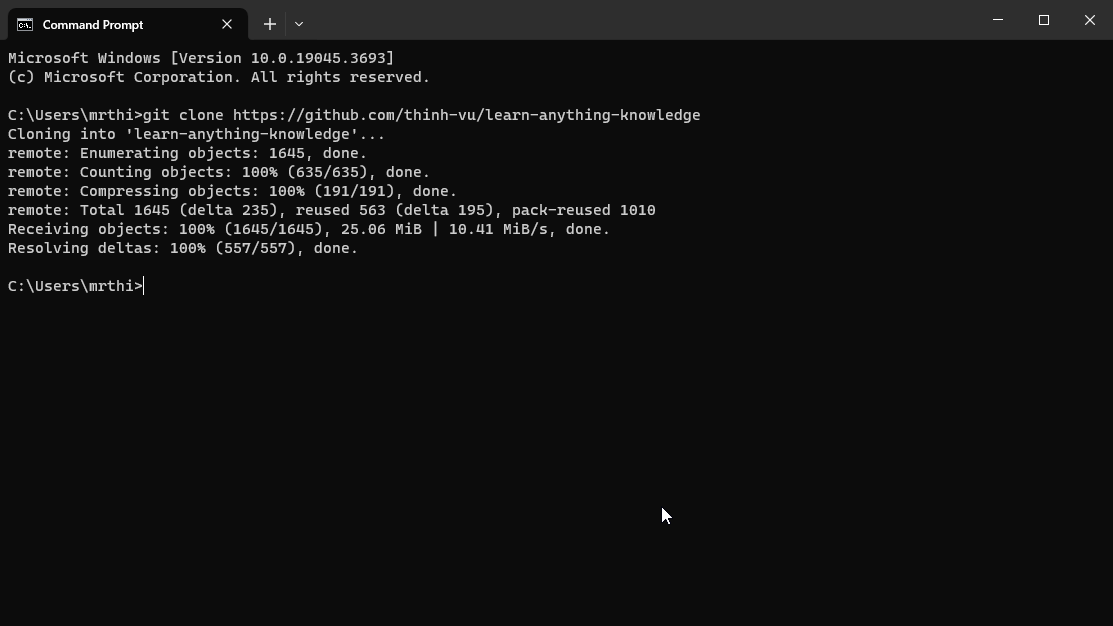 Command Prompt
Microsoft Windows [Version 10.0.19045.3693]
(c) Microsoft Corporation. All rights reserved.
C:\Users\mrthi>git clone https://github.com/thinh-vu/learn-anything-knowledge
Cloning into 'learn-anything-knowledge'...
remote: Enumerating objects: 1645, done.
remote: Counting objects: 100% (635/635), done.
remote: Compressing objects: 100% (191/191), done.
remote: Total 1645 (delta 235), reused 563 (delta 195), pack-reused 1010
Receiving objects: 100% (1645/1645), 25.06 MiB | 10.41 MiB/s, done.
Resolving deltas: 100% (557/557), done.
C:\Users\mrthi>